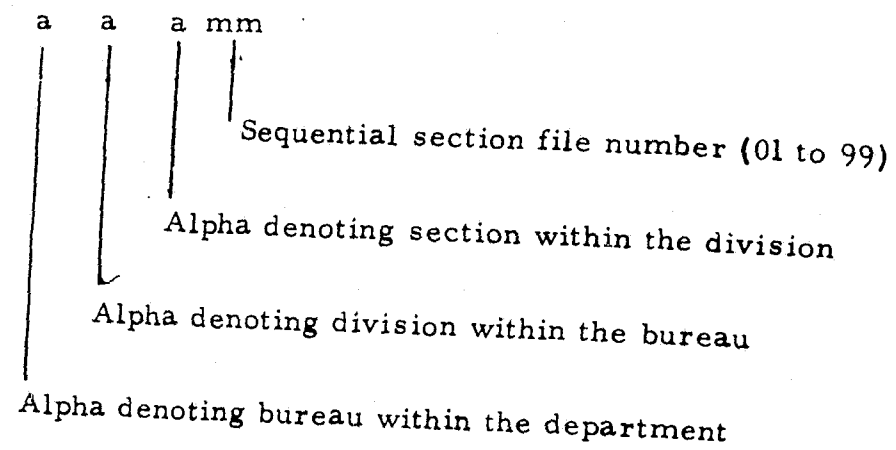 a a a mm
Sequential section file number (01 to 99)
Alpha denoting section within the division
Alpha denoting division within the bureau
Alpha denoting bureau within the department